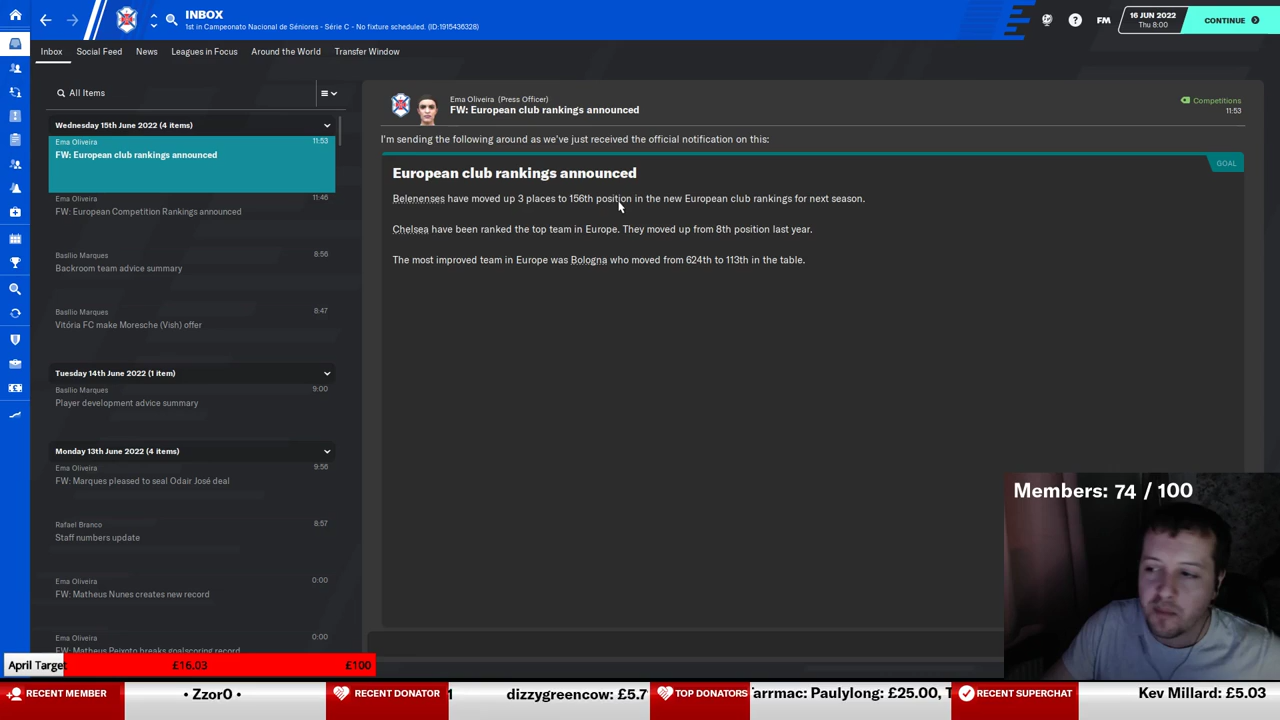 INBOX
1st in Campeonato Nacional de Séniores - Série C - No fixture scheduled. (ID:1915436328)
FM
16 JUN 2022
Thu 8:00
CONTINUE
Inbox Social Feed News Leagues in Focus Around the World Transfer Window
All Items
Wednesday 15th June 2022 (4 items)
Ema Oliveira 11:53
FW: European club rankings announced
Ema Oliveira 11:46
FW: European Competition Rankings announced
Basílio Marques 8:56
Backroom team advice summary
Basílio Marques 8:47
Vitória FC make Moresche (Vish) offer
Tuesday 14th June 2022 (1 item)
Basílio Marques 9:00
Player development advice summary
Monday 13th June 2022 (4 items)
Ema Oliveira 9:56
FW: Marques pleased to seal Odair José deal
Rafael Branco 8:57
Staff numbers update
Ema Oliveira 0:00
FW: Matheus Nunes creates new record
Ema Oliveira 0:00
FW: Matheus Peixoto breaks goalscoring record
Ema Oliveira (Press Officer)
FW: European club rankings announced
Competitions
11:53
I'm sending the following around as we've just received the official notification on this:
GOAL
European club rankings announced
Belenenses have moved up 3 places to 156th position in the new European club rankings for next season.
Chelsea have been ranked the top team in Europe. They moved up from 8th position last year.
The most improved team in Europe was Bologna who moved from 624th to 113th in the table.
Members: 74 / 100
April Target £16.03 £100
RECENT MEMBER • Zzor0 • RECENT DONATOR dizzygreencow: £5.7 TOP DONATORS arrmac: Paulylong: £25.00, RECENT SUPERCHAT Kev Millard: £5.03